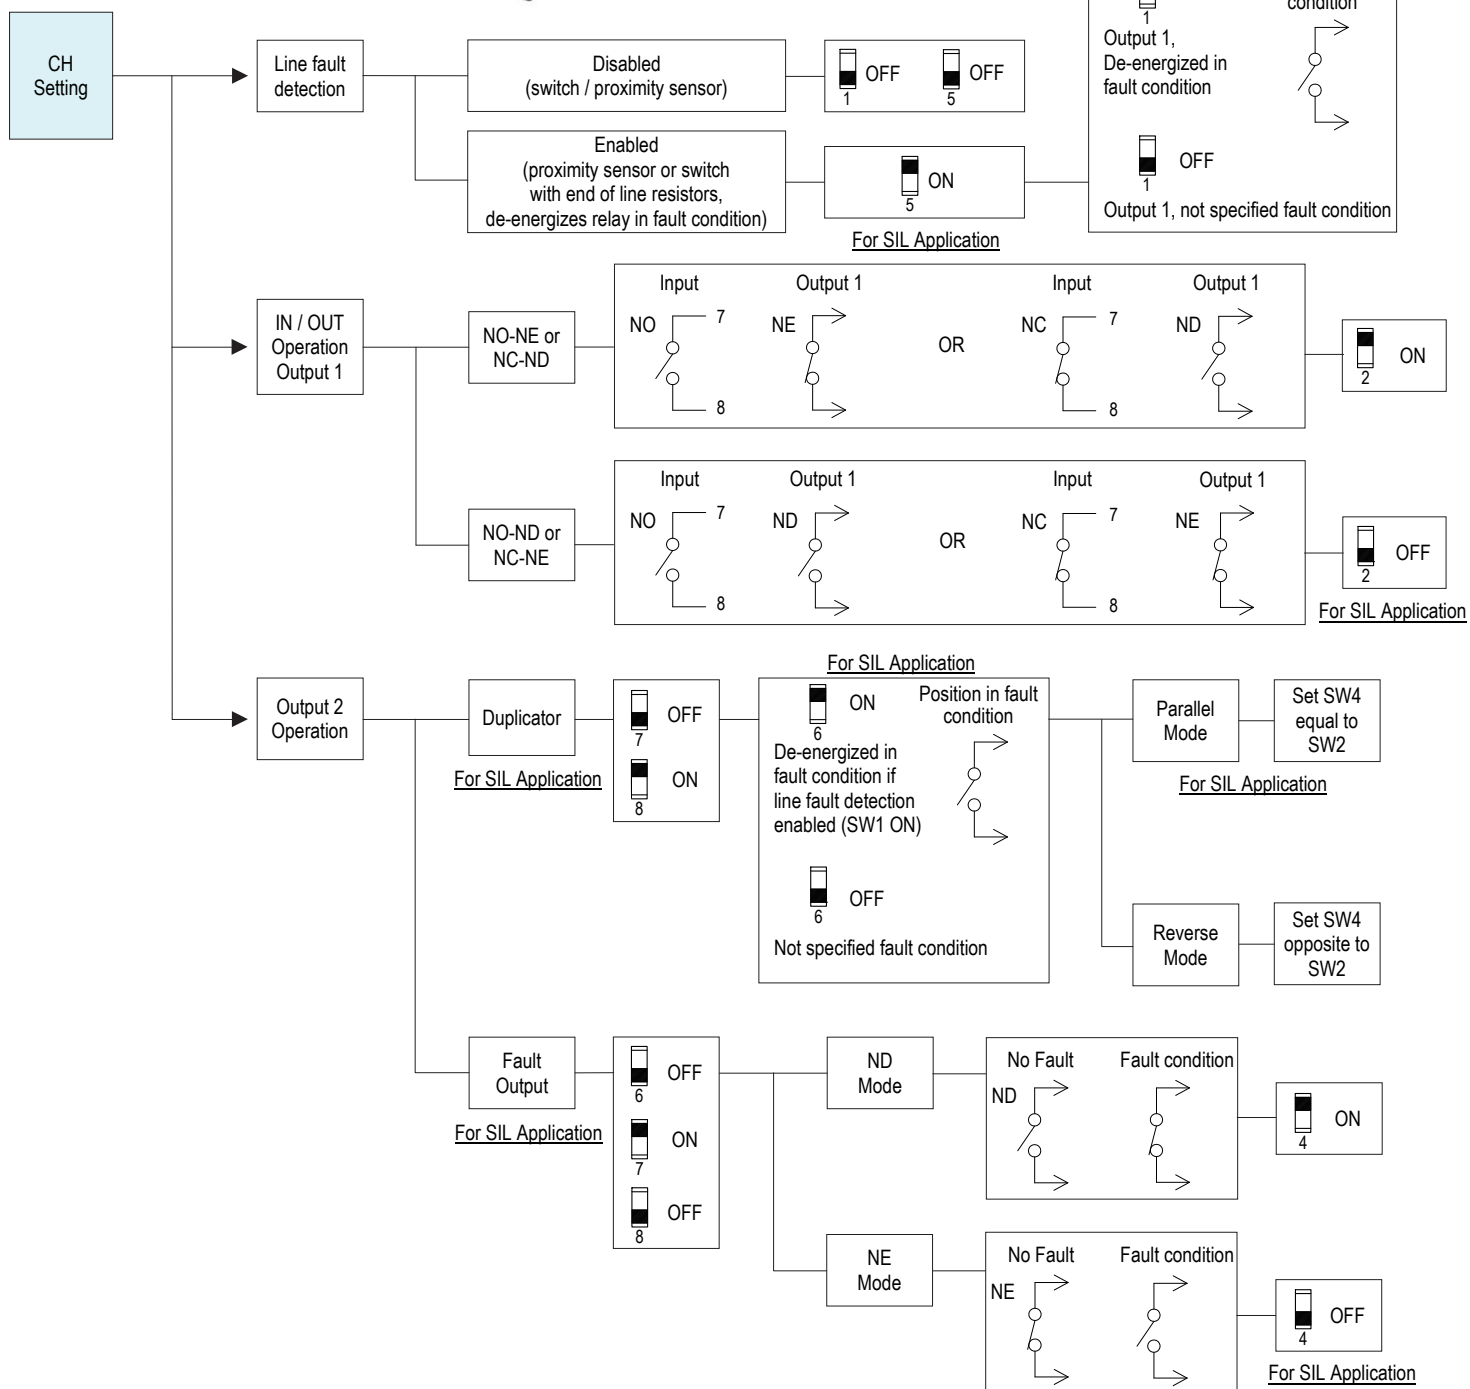 CH
Setting
Line fault
detection
Disabled
(switch / proximity sensor)
OFF
1
OFF
5
Enabled
(proximity sensor or switch
with end of line resistors,
de-energizes relay in fault condition)
ON
5
For SIL Application
condition
1
Output 1,
De-energized in
fault condition
OFF
1
Output 1, not specified fault condition
IN / OUT
Operation
Output 1
NO-NE or
NC-ND
Input
Output 1
Input
Output 1
NO
7
NE
OR
NC
7
ND
8
8
ON
2
NO-ND or
NC-NE
Input
Output 1
Input
Output 1
NO
7
ND
OR
NC
7
NE
8
8
OFF
2
For SIL Application
Output 2
Operation
Duplicator
For SIL Application
OFF
7
ON
8
For SIL Application
ON
6
Position in fault
condition
De-energized in
fault condition if
line fault detection
enabled (SW1 ON)
OFF
6
Not specified fault condition
Parallel
Mode
Set SW4
equal to
SW2
For SIL Application
Reverse
Mode
Set SW4
opposite to
SW2
Fault
Output
For SIL Application
OFF
6
ON
7
OFF
8
ND
Mode
No Fault
Fault condition
ND
ON
4
NE
Mode
No Fault
Fault condition
NE
OFF
4
For SIL Application